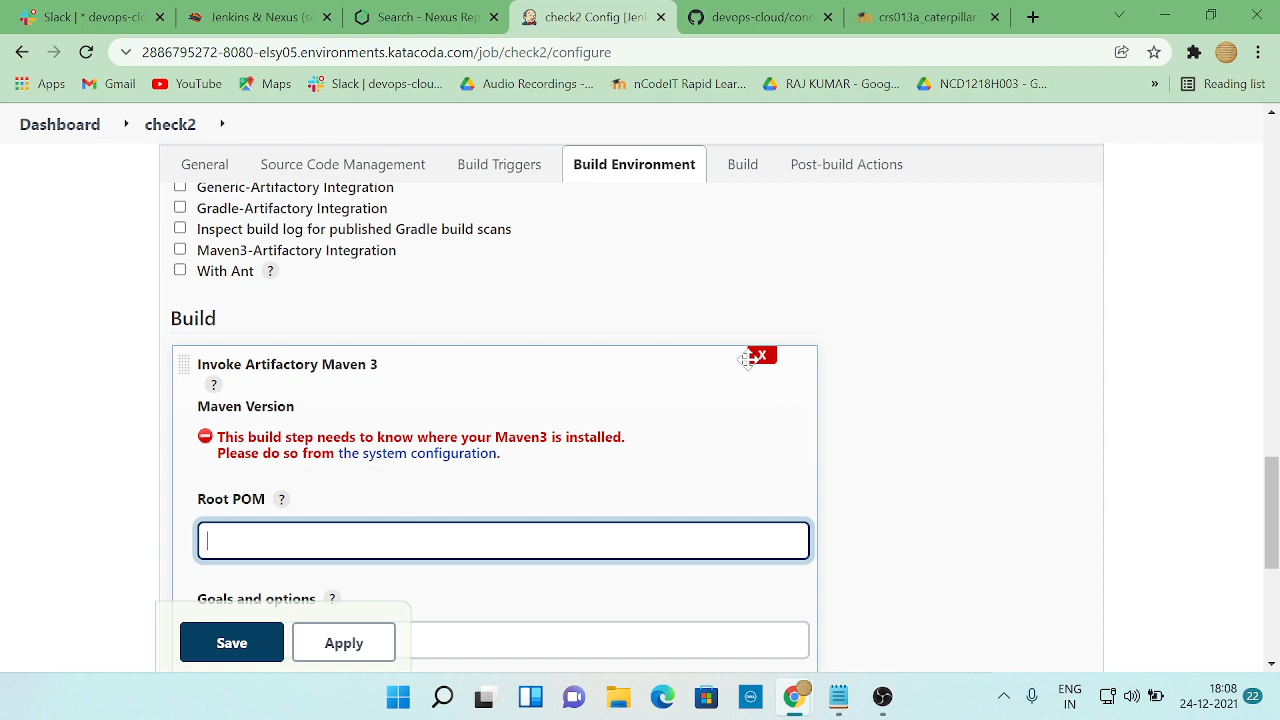 Slack | * devops-clo
Jenkins & Nexus (se
Search - Nexus Rep
check2 Config [Jenk
devops-cloud/conc
crs013a_caterpillar
2886795272-8080-elsy05.environments.katacoda.com/job/check2/configure
Apps
Gmail
YouTube
Maps
Slack | devops-clou...
Audio Recordings -...
nCodeIT Rapid Lear...
RAJ KUMAR - Goog...
NCD1218H003 - G...
»
Reading list
Dashboard
check2
General
Source Code Management
Build Triggers
Build Environment
Build
Post-build Actions
Generic-Artifactory Integration
Gradle-Artifactory Integration
Inspect build log for published Gradle build scans
Maven3-Artifactory Integration
With Ant ?
Build
Invoke Artifactory Maven 3
X
?
Maven Version
This build step needs to know where your Maven3 is installed.
Please do so from the system configuration.
Root POM ?
Goals and options ?
Save
Apply
DELL
ENG
IN
18:08
24-12-2021
22